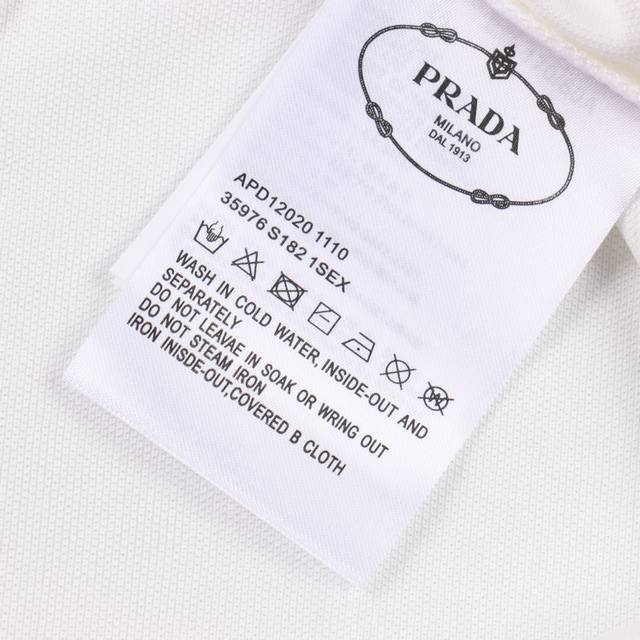 PRADA
MILANO
DAL 1913
APD12020 1110
35976 S182 1SEX
WASH IN COLD WATER, INSIDE-OUT AND
SEPARATELY
DO NOT LEAVAE IN SOAK OR WRING OUT
DO NOT STEAM IRON
IRON INISDE-OUT,COVERED B CLOTH